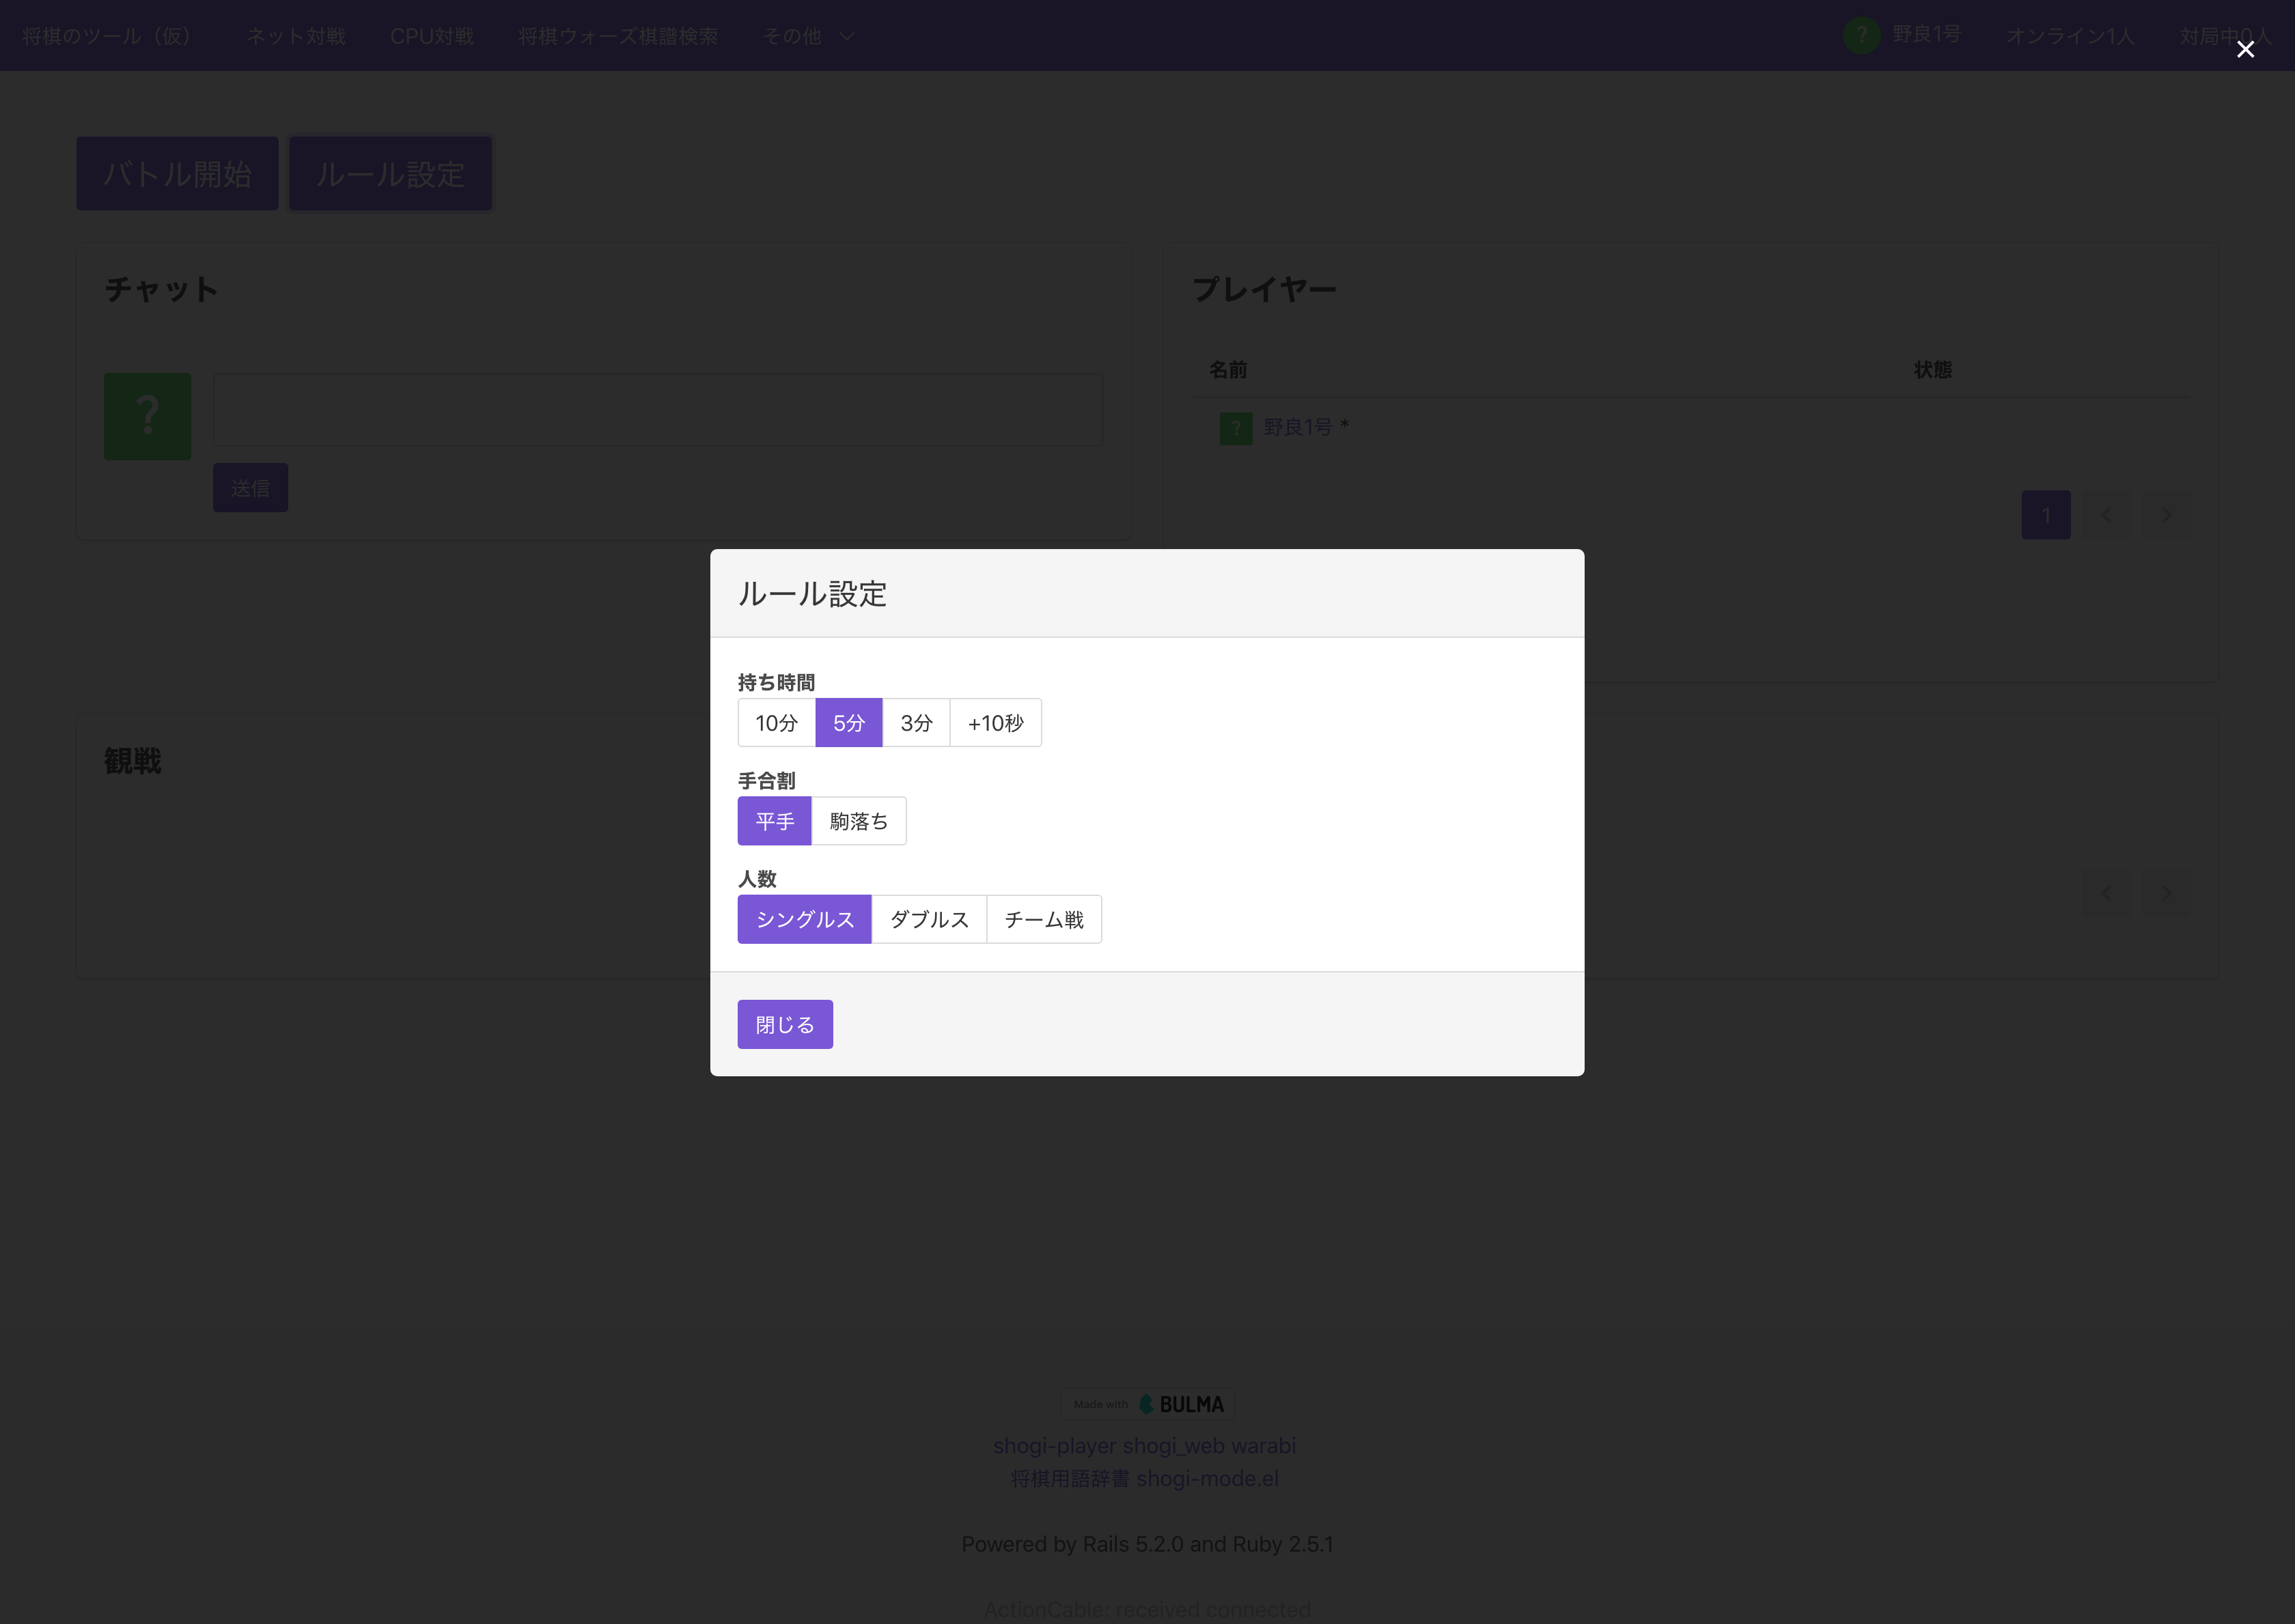 将棋のツール（仮） ネット対戦 CPU対戦 将棋ウォーズ棋譜検索 その他 ? 野良1号 オンライン1人 対局中0人
バトル開始 ルール設定
チャット
?
送信
プレイヤー
名前 状態
? 野良1号 *
1
観戦
ルール設定
持ち時間
10分 5分 3分 +10秒
手合割
平手 駒落ち
人数
シングルス ダブルス チーム戦
閉じる
Made with BULMA
shogi-player shogi_web warabi
将棋用語辞書 shogi-mode.el
Powered by Rails 5.2.0 and Ruby 2.5.1
ActionCable: received connected